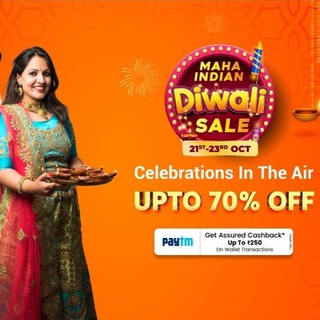 MAHA
INDIAN
Diwali
SALE
21ST-23RD OCT
Celebrations In The Air
UPTO 70% OFF
paytm
Get Assured Cashback*
Up To ₹250
On Wallet Transactions